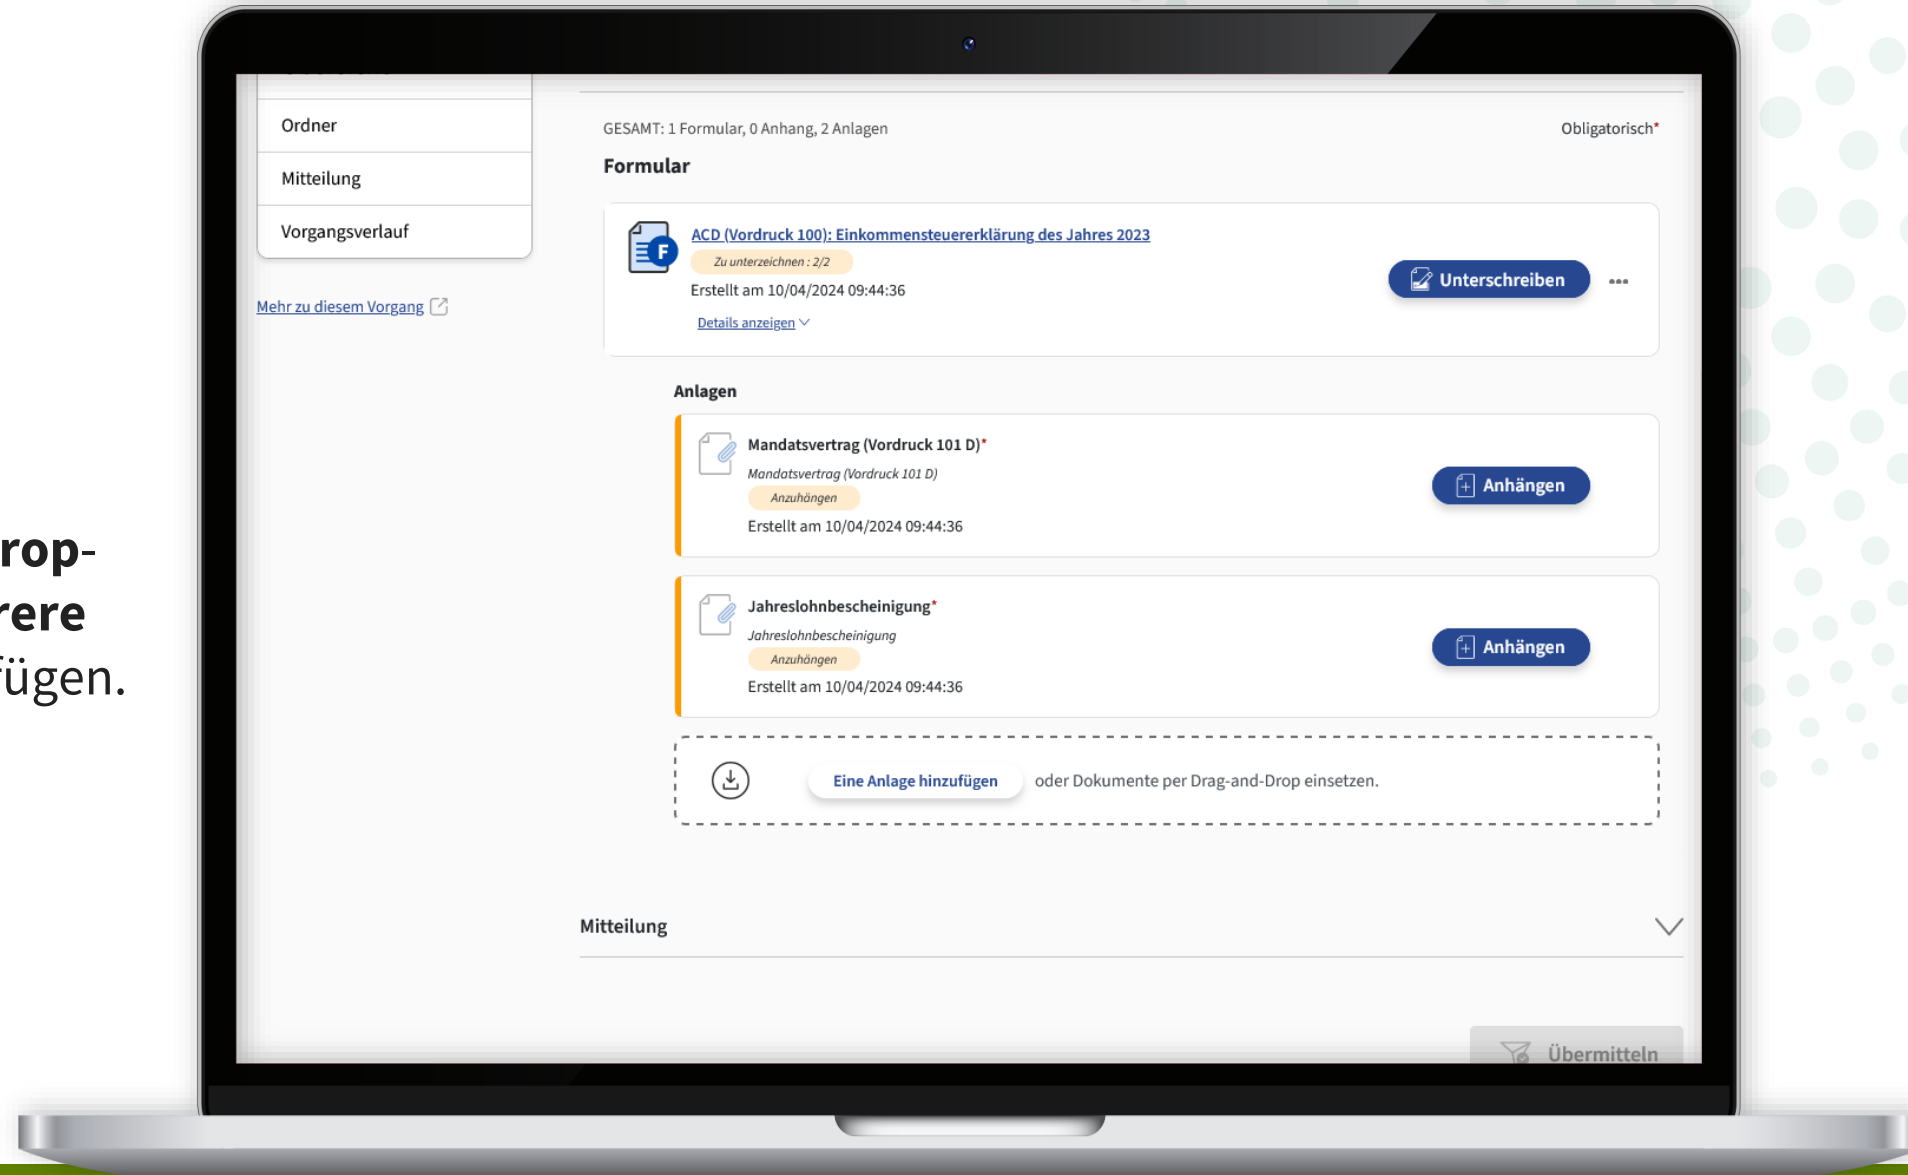 Ordner
Mitteilung
Vorgangsverlauf
Mehr zu diesem Vorgang
GESAMT: 1 Formular, 0 Anhang, 2 Anlagen
Obligatorisch*
Formular
F
ACD (Vordruck 100): Einkommensteuererklärung des Jahres 2023
Zu unterzeichnen : 2/2
Erstellt am 10/04/2024 09:44:36
Details anzeigen
Unterschreiben
Anlagen
Mandatsvertrag (Vordruck 101 D)*
Mandatsvertrag (Vordruck 101 D)
Anzuhängen
Erstellt am 10/04/2024 09:44:36
Anhängen
Jahreslohnbescheinigung*
Jahreslohnbescheinigung
Anzuhängen
Erstellt am 10/04/2024 09:44:36
Anhängen
Eine Anlage hinzufügen oder Dokumente per Drag-and-Drop einsetzen.
Mitteilung
Übermitteln
rop-
rere
fügen.